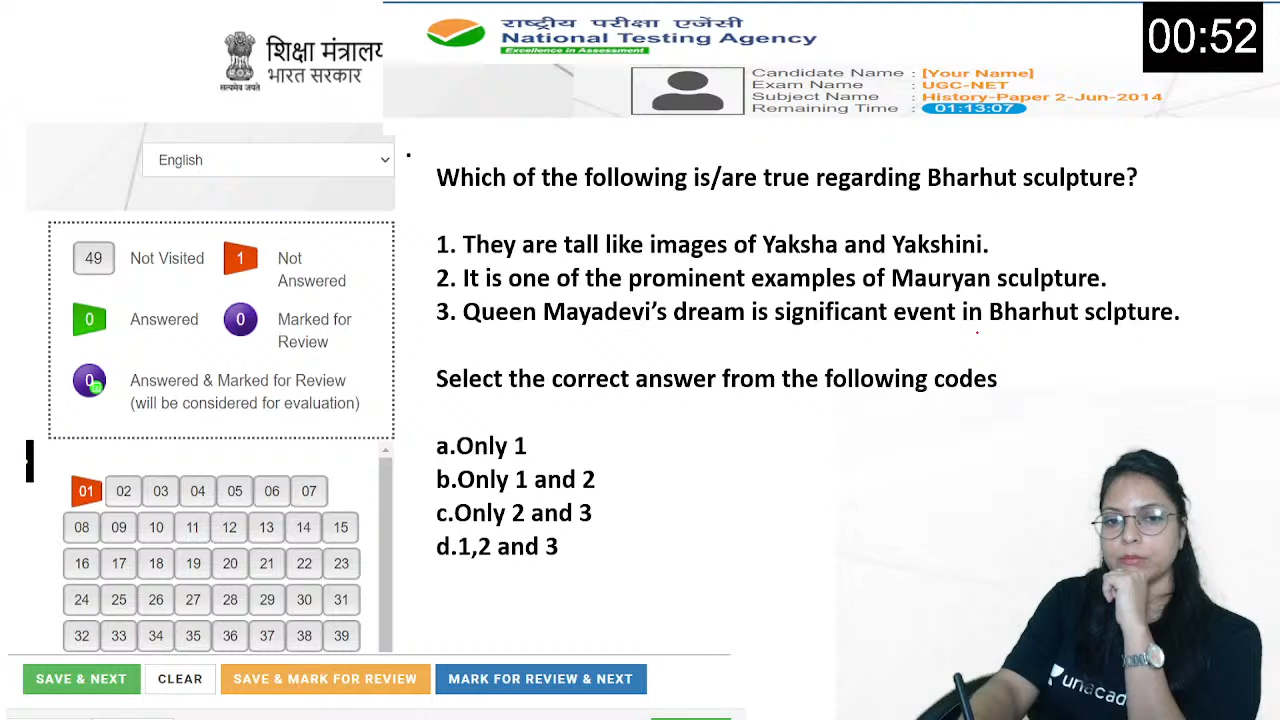 00:52
राष्ट्रीय परीक्षा एजेंसी
National Testing Agency
Excellence in Assessment
शिक्षा मंत्रालय
भारत सरकार
सत्यमेव जयते
Candidate Name : [Your Name]
Exam Name : UGC-NET
Subject Name : History-Paper 2-Jun-2014
Remaining Time : 01:13:07
English
Which of the following is/are true regarding Bharhut sculpture?
1. They are tall like images of Yaksha and Yakshini.
2. It is one of the prominent examples of Mauryan sculpture.
3. Queen Mayadevi’s dream is significant event in Bharhut sclpture.
Select the correct answer from the following codes
a.Only 1
b.Only 1 and 2
c.Only 2 and 3
d.1,2 and 3
49 Not Visited 1 Not
Answered
0 Answered 0 Marked for
Review
0 Answered & Marked for Review
(will be considered for evaluation)
01 02 03 04 05 06 07
08 09 10 11 12 13 14 15
16 17 18 19 20 21 22 23
24 25 26 27 28 29 30 31
32 33 34 35 36 37 38 39
SAVE & NEXT CLEAR SAVE & MARK FOR REVIEW MARK FOR REVIEW & NEXT
unacad